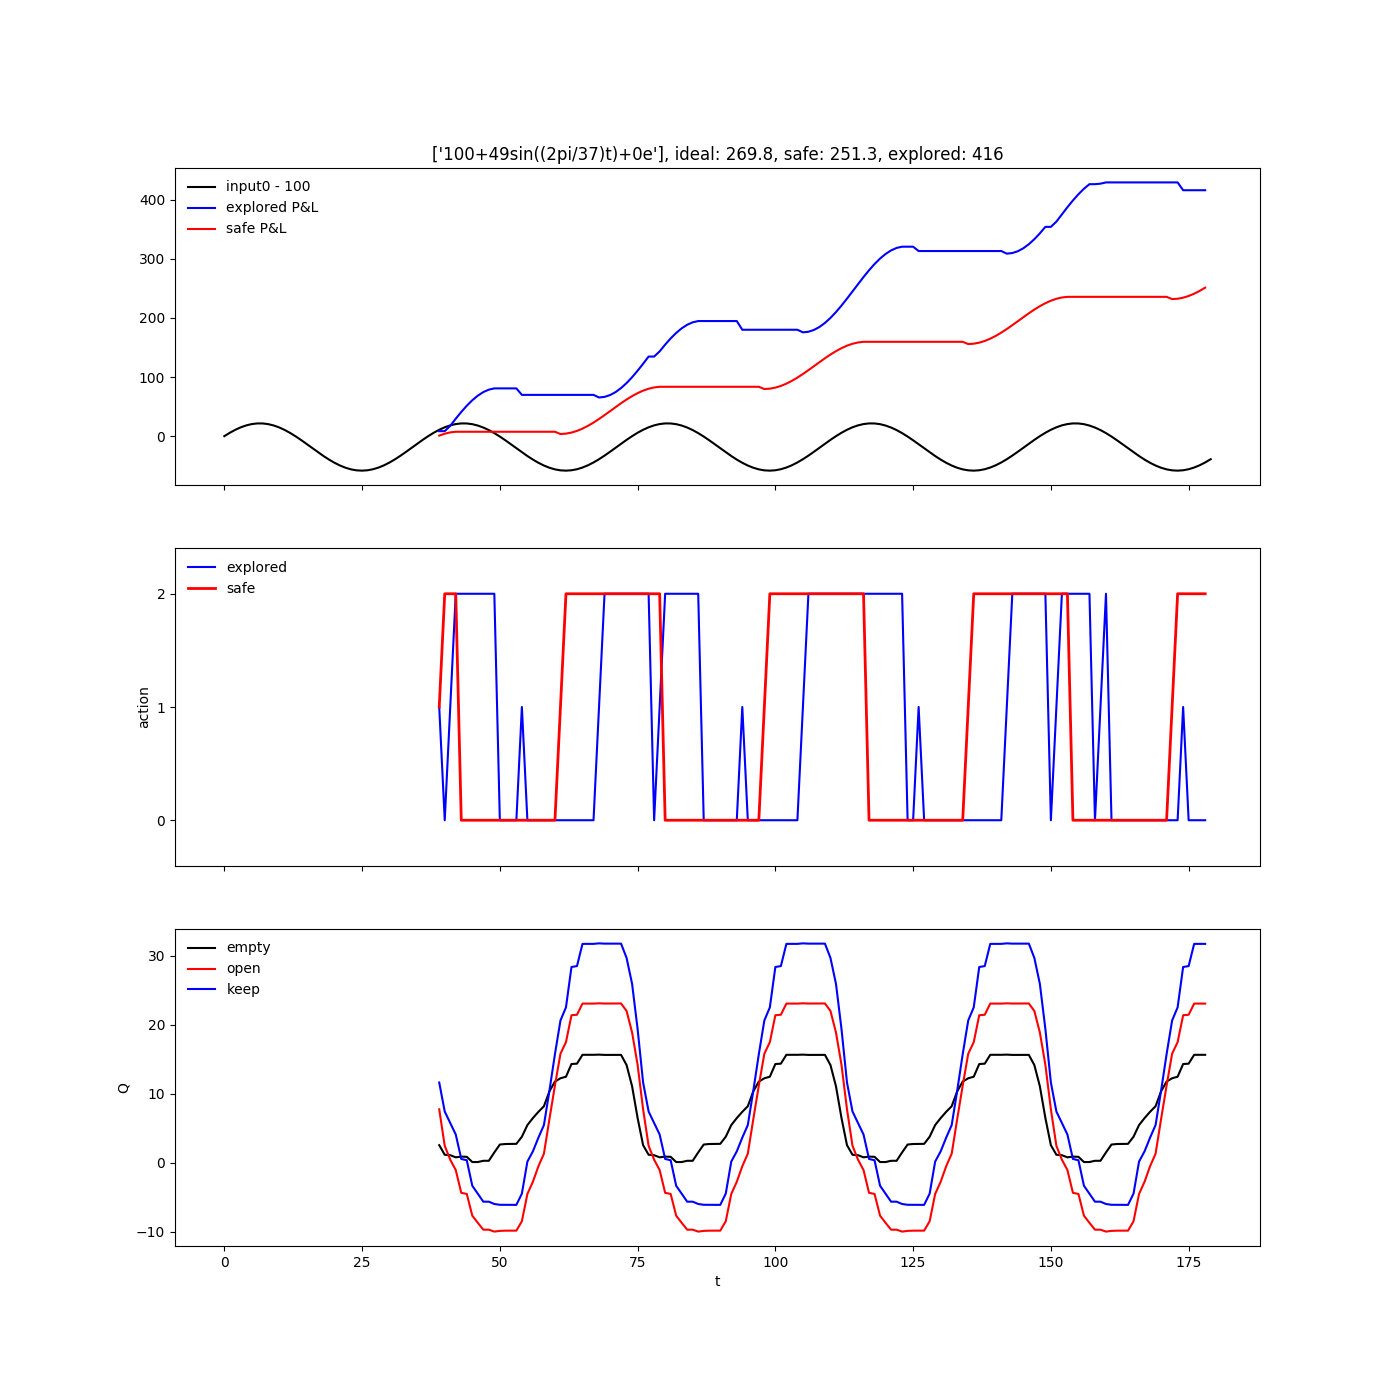 ['100+49sin((2pi/37)t)+0e'], ideal: 269.8, safe: 251.3, explored: 416
input0 - 100
explored P&L
safe P&L
400
300
200
100
0
explored
safe
2
1
0
action
empty
open
keep
30
20
10
0
−10
Q
0 25 50 75 100 125 150 175
t